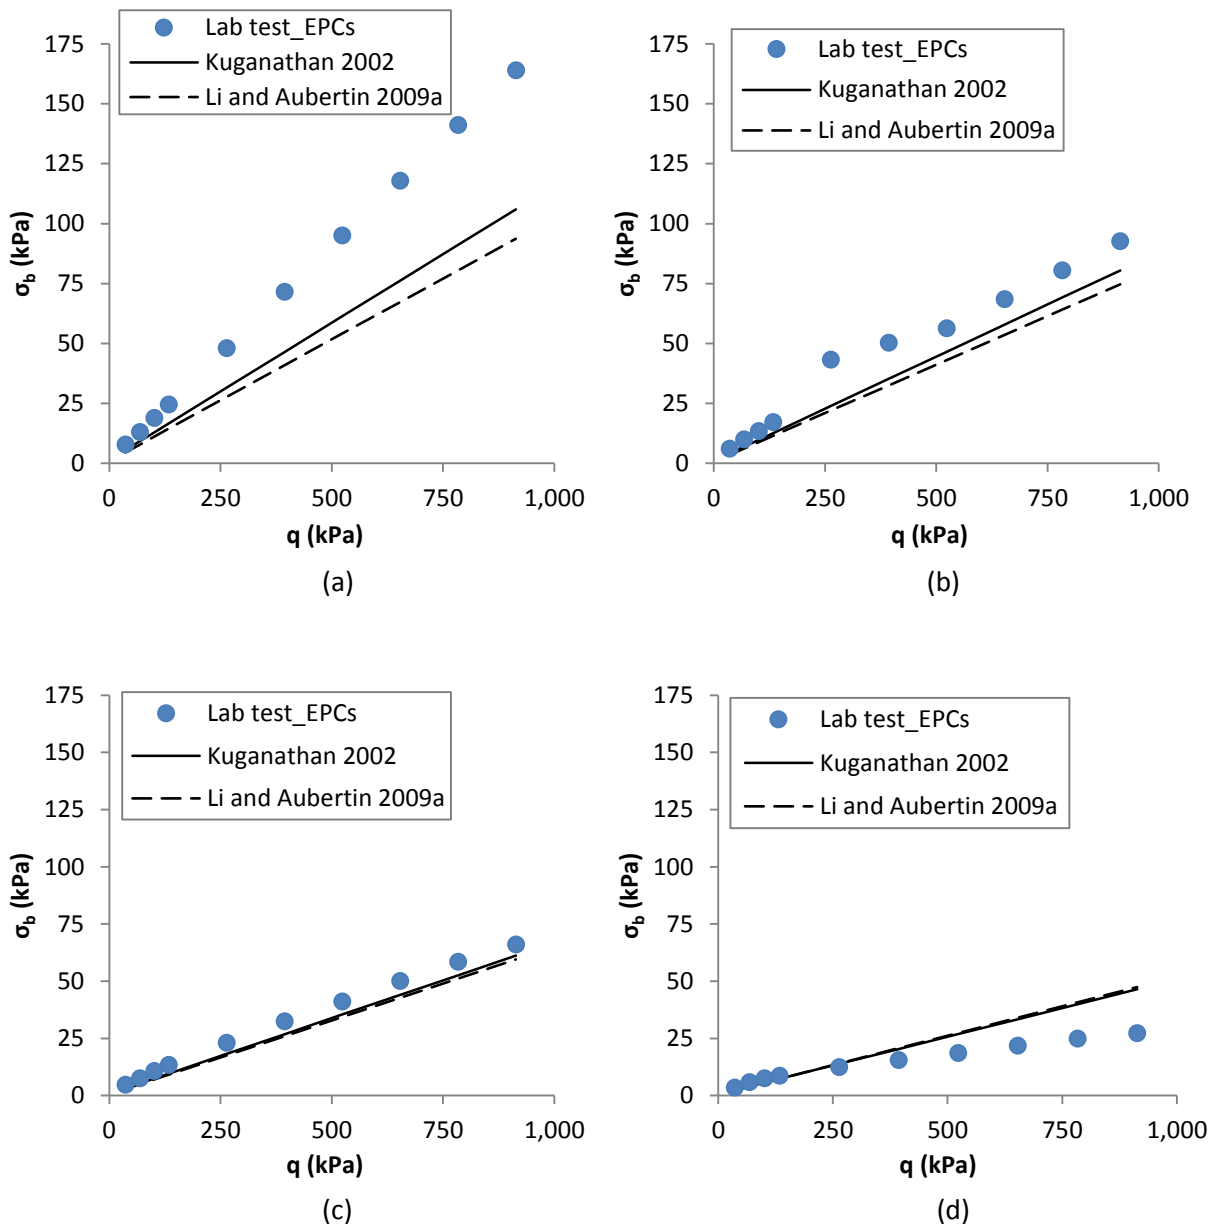 Lab test_EPCs
Kuganathan 2002
Li and Aubertin 2009a
175
150
125
100
75
50
25
0
σb (kPa)
0 250 500 750 1,000
q (kPa)
(a)
Lab test_EPCs
Kuganathan 2002
Li and Aubertin 2009a
175
150
125
100
75
50
25
0
σb (kPa)
0 250 500 750 1,000
q (kPa)
(b)
Lab test_EPCs
Kuganathan 2002
Li and Aubertin 2009a
175
150
125
100
75
50
25
0
σb (kPa)
0 250 500 750 1,000
q (kPa)
(c)
Lab test_EPCs
Kuganathan 2002
Li and Aubertin 2009a
175
150
125
100
75
50
25
0
σb (kPa)
0 250 500 750 1,000
q (kPa)
(d)